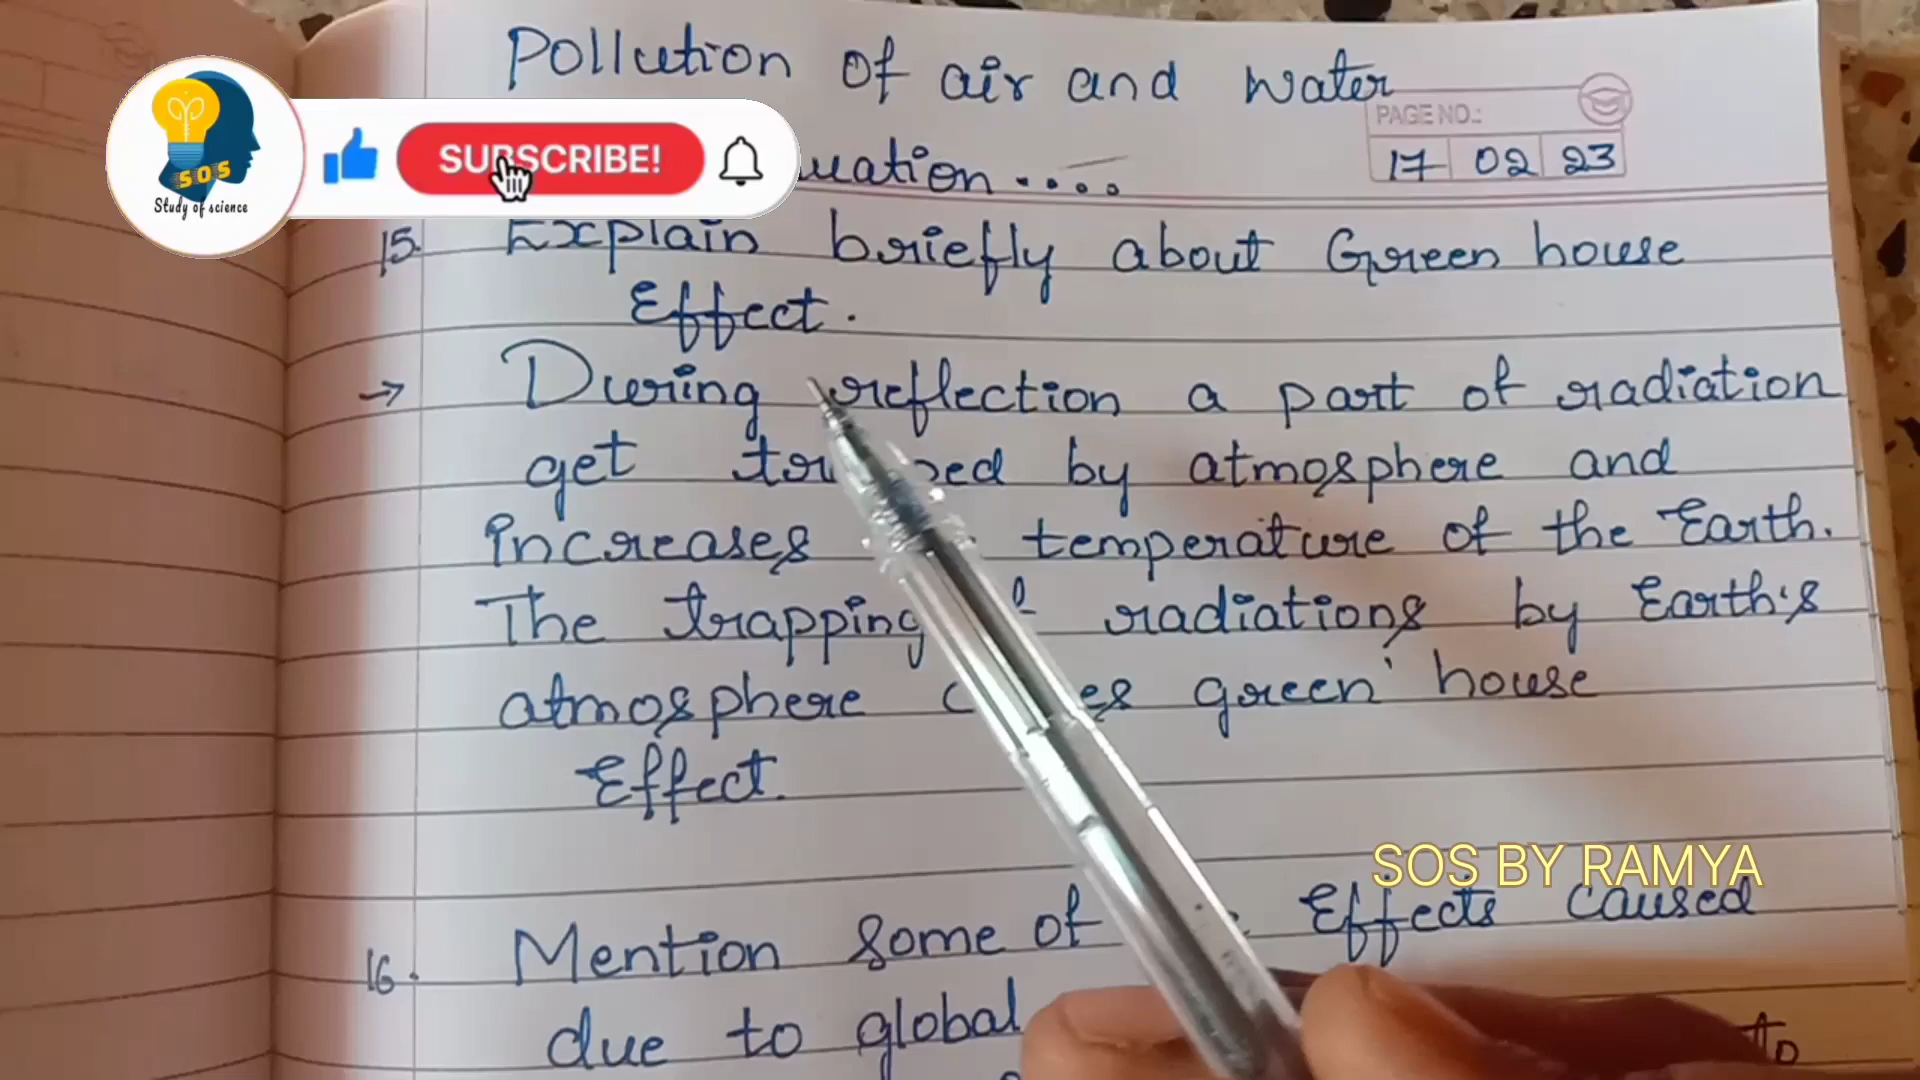 Pollution of air and water
PAGE NO.:
17 02 23
SOS
Study of science
SUBSCRIBE!
15. Explain briefly about Green house
Effect.
→ During reflection a part of radiation
get by atmosphere and
increases temperature of the Earth.
The trapping radiations by Earth's
atmosphere green house
Effect.
SOS BY RAMYA
16. Mention some of Effects caused
due to global
to